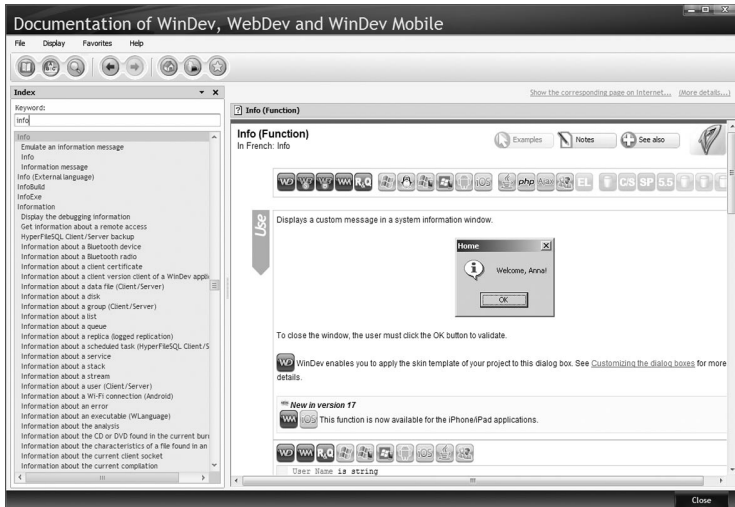 Documentation of WinDev, WebDev and WinDev Mobile
File Display Favorites Help
Index
Show the corresponding page on Internet... (More details...)
Keyword:
info
Info
Emulate an information message
Info
Information message
Info (External language)
InfoBuild
InfoExe
Information
Display the debugging information
Get information about a remote access
HyperFileSQL Client/Server backup
Information about a Bluetooth device
Information about a Bluetooth radio
Information about a client certificate
Information about a client version client of a WinDev appli
Information about a data file (Client/Server)
Information about a disk
Information about a group (Client/Server)
Information about a list
Information about a queue
Information about a replica (logged replication)
Information about a scheduled task (HyperFileSQL Client/S
Information about a service
Information about a stack
Information about a stream
Information about a user (Client/Server)
Information about a Wi-Fi connection (Android)
Information about an error
Information about an executable (WLanguage)
Information about the analysis
Information about the CD or DVD found in the current burn
Information about the characteristics of a file found in an
Information about the current client socket
Information about the current compilation
? Info (Function)
Info (Function)
In French: Info
Examples Notes See also
WD WM R&Q iOS php Ajax EL C/S SP 5.5
Use
Displays a custom message in a system information window.
Home
Welcome, Anna!
OK
To close the window, the user must click the OK button to validate.
WD WinDev enables you to apply the skin template of your project to this dialog box. See Customizing the dialog boxes for more
details.
New in version 17
WM iOS This function is now available for the iPhone/iPad applications.
WD WM R&Q iOS
User Name is string
Close